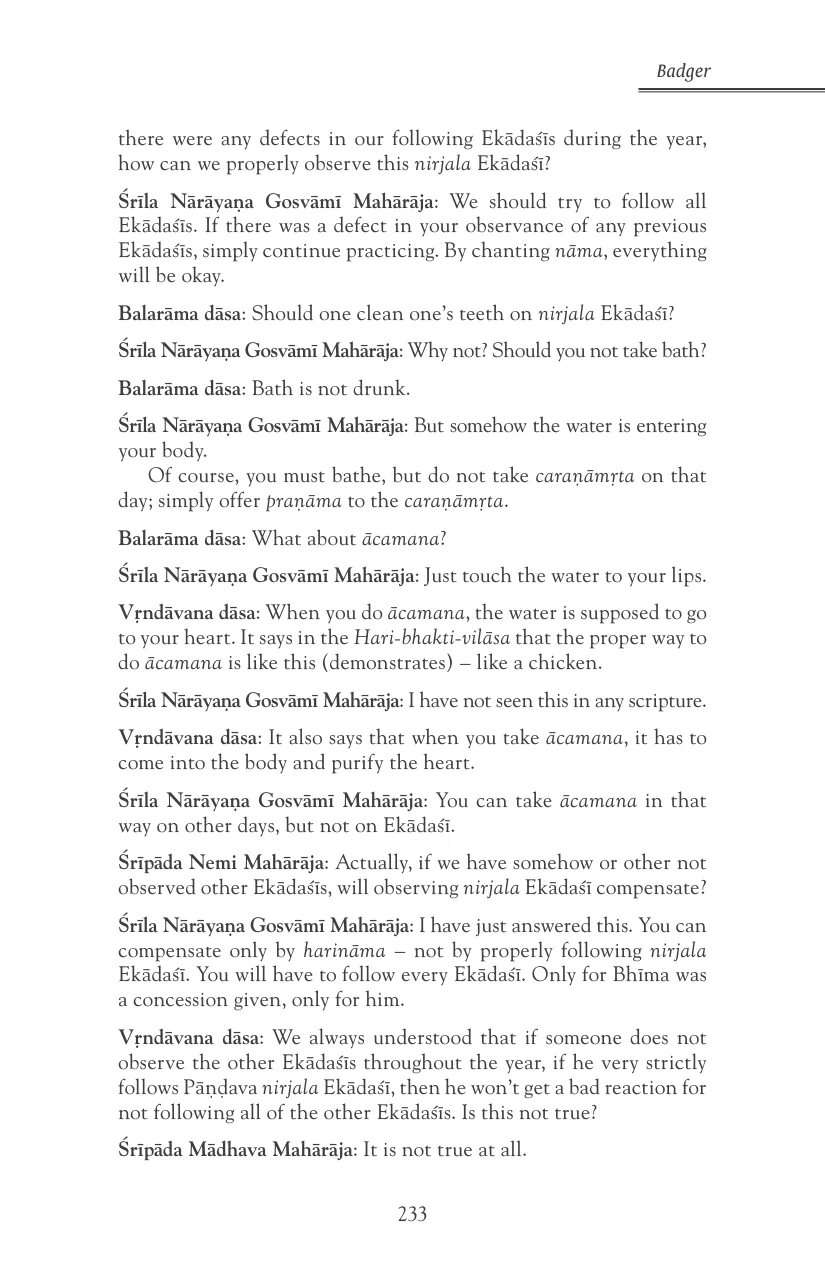 Badger
there were any defects in our following Ekādaśīs during the year,
how can we properly observe this nirjala Ekādaśī?
Śrīla Nārāyaṇa Gosvāmī Mahārāja: We should try to follow all
Ekādaśīs. If there was a defect in your observance of any previous
Ekādaśīs, simply continue practicing. By chanting nāma, everything
will be okay.
Balarāma dāsa: Should one clean one’s teeth on nirjala Ekādaśī?
Śrīla Nārāyaṇa Gosvāmī Mahārāja: Why not? Should you not take bath?
Balarāma dāsa: Bath is not drunk.
Śrīla Nārāyaṇa Gosvāmī Mahārāja: But somehow the water is entering
your body.
Of course, you must bathe, but do not take caraṇāmṛta on that
day; simply offer praṇāma to the caraṇāmṛta.
Balarāma dāsa: What about ācamana?
Śrīla Nārāyaṇa Gosvāmī Mahārāja: Just touch the water to your lips.
Vṛndāvana dāsa: When you do ācamana, the water is supposed to go
to your heart. It says in the Hari-bhakti-vilāsa that the proper way to
do ācamana is like this (demonstrates) – like a chicken.
Śrīla Nārāyaṇa Gosvāmī Mahārāja: I have not seen this in any scripture.
Vṛndāvana dāsa: It also says that when you take ācamana, it has to
come into the body and purify the heart.
Śrīla Nārāyaṇa Gosvāmī Mahārāja: You can take ācamana in that
way on other days, but not on Ekādaśī.
Śrīpāda Nemi Mahārāja: Actually, if we have somehow or other not
observed other Ekādaśīs, will observing nirjala Ekādaśī compensate?
Śrīla Nārāyaṇa Gosvāmī Mahārāja: I have just answered this. You can
compensate only by harināma – not by properly following nirjala
Ekādaśī. You will have to follow every Ekādaśī. Only for Bhīma was
a concession given, only for him.
Vṛndāvana dāsa: We always understood that if someone does not
observe the other Ekādaśīs throughout the year, if he very strictly
follows Pāṇḍava nirjala Ekādaśī, then he won’t get a bad reaction for
not following all of the other Ekādaśīs. Is this not true?
Śrīpāda Mādhava Mahārāja: It is not true at all.
233